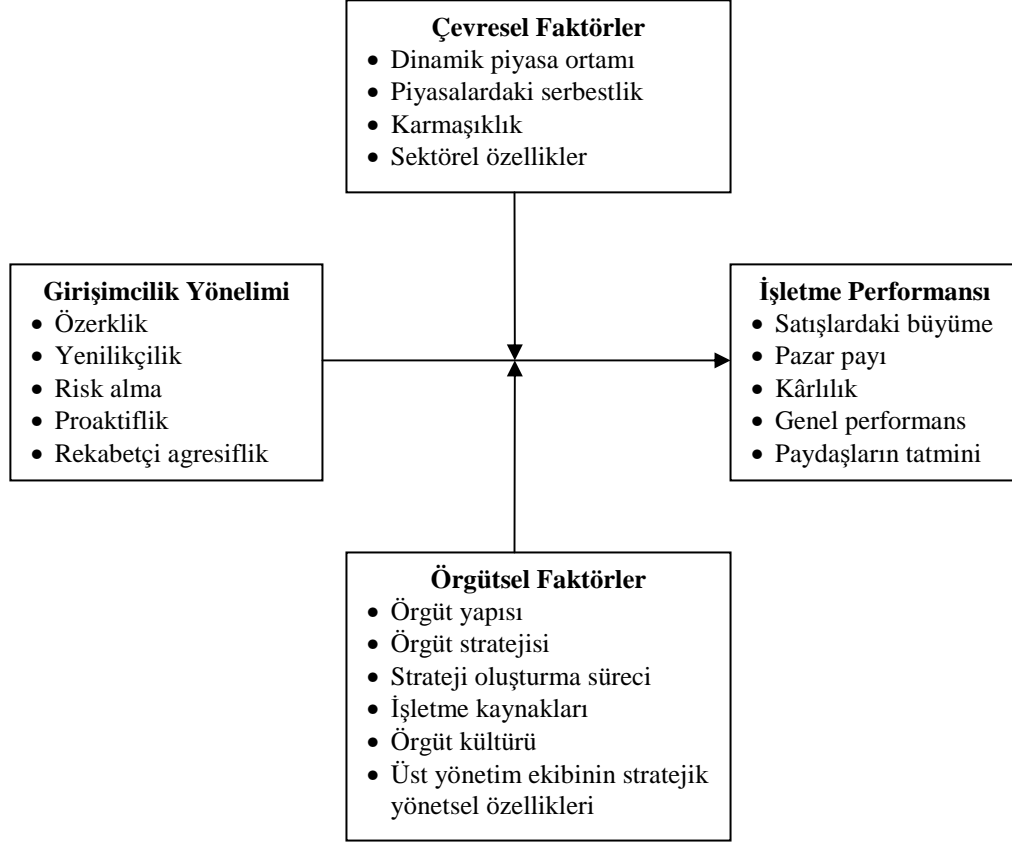 Çevresel Faktörler
• Dinamik piyasa ortamı
• Piyasalardaki serbestlik
• Karmaşıklık
• Sektörel özellikler
Girişimcilik Yönelimi
• Özerklik
• Yenilikçilik
• Risk alma
• Proaktiflik
• Rekabetçi agresiflik
İşletme Performansı
• Satışlardaki büyüme
• Pazar payı
• Kârlılık
• Genel performans
• Paydaşların tatmini
Örgütsel Faktörler
• Örgüt yapısı
• Örgüt stratejisi
• Strateji oluşturma süreci
• İşletme kaynakları
• Örgüt kültürü
• Üst yönetim ekibinin stratejik
yönetsel özellikleri